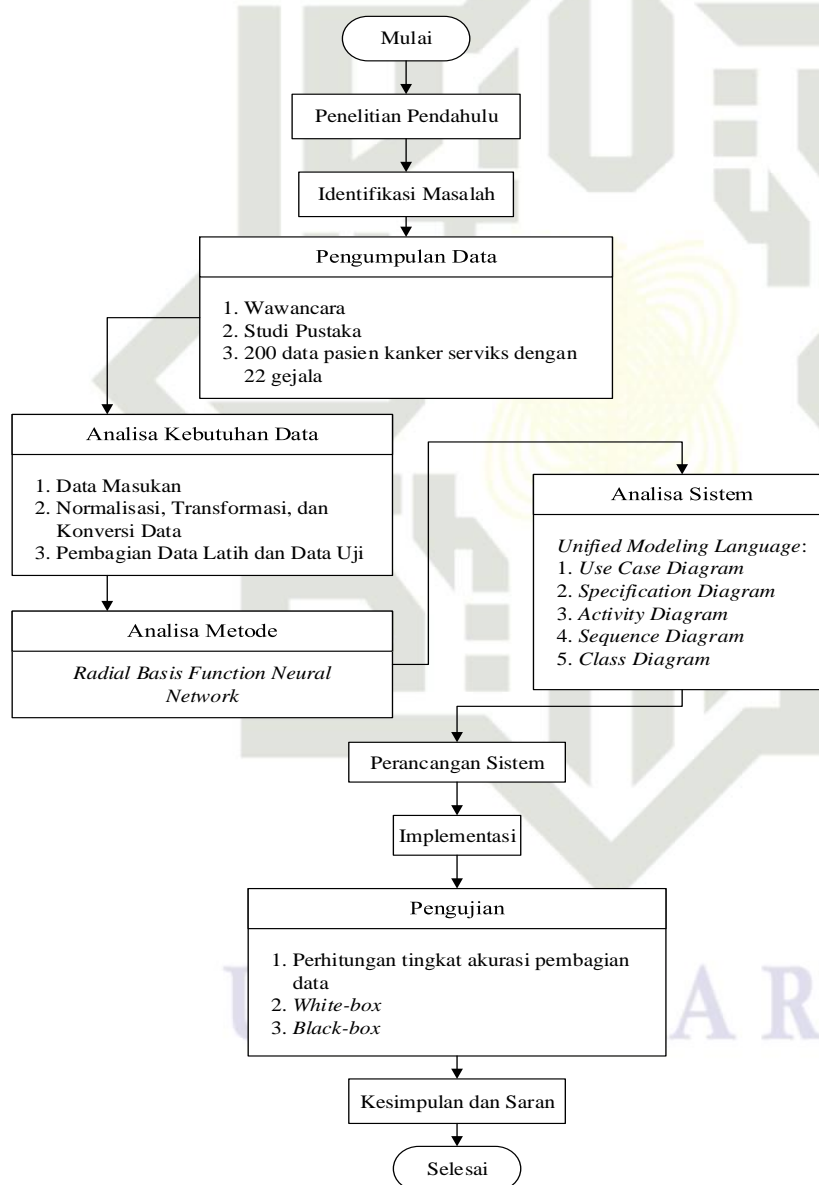 Mulai
Penelitian Pendahulu
Identifikasi Masalah
Pengumpulan Data
1. Wawancara
2. Studi Pustaka
3. 200 data pasien kanker serviks dengan
22 gejala
Analisa Kebutuhan Data
1. Data Masukan
2. Normalisasi, Transformasi, dan
Konversi Data
3. Pembagian Data Latih dan Data Uji
Analisa Metode
Radial Basis Function Neural
Network
Analisa Sistem
Unified Modeling Language:
1. Use Case Diagram
2. Specification Diagram
3. Activity Diagram
4. Sequence Diagram
5. Class Diagram
Perancangan Sistem
Implementasi
Pengujian
1. Perhitungan tingkat akurasi pembagian
data
2. White-box
3. Black-box
Kesimpulan dan Saran
Selesai